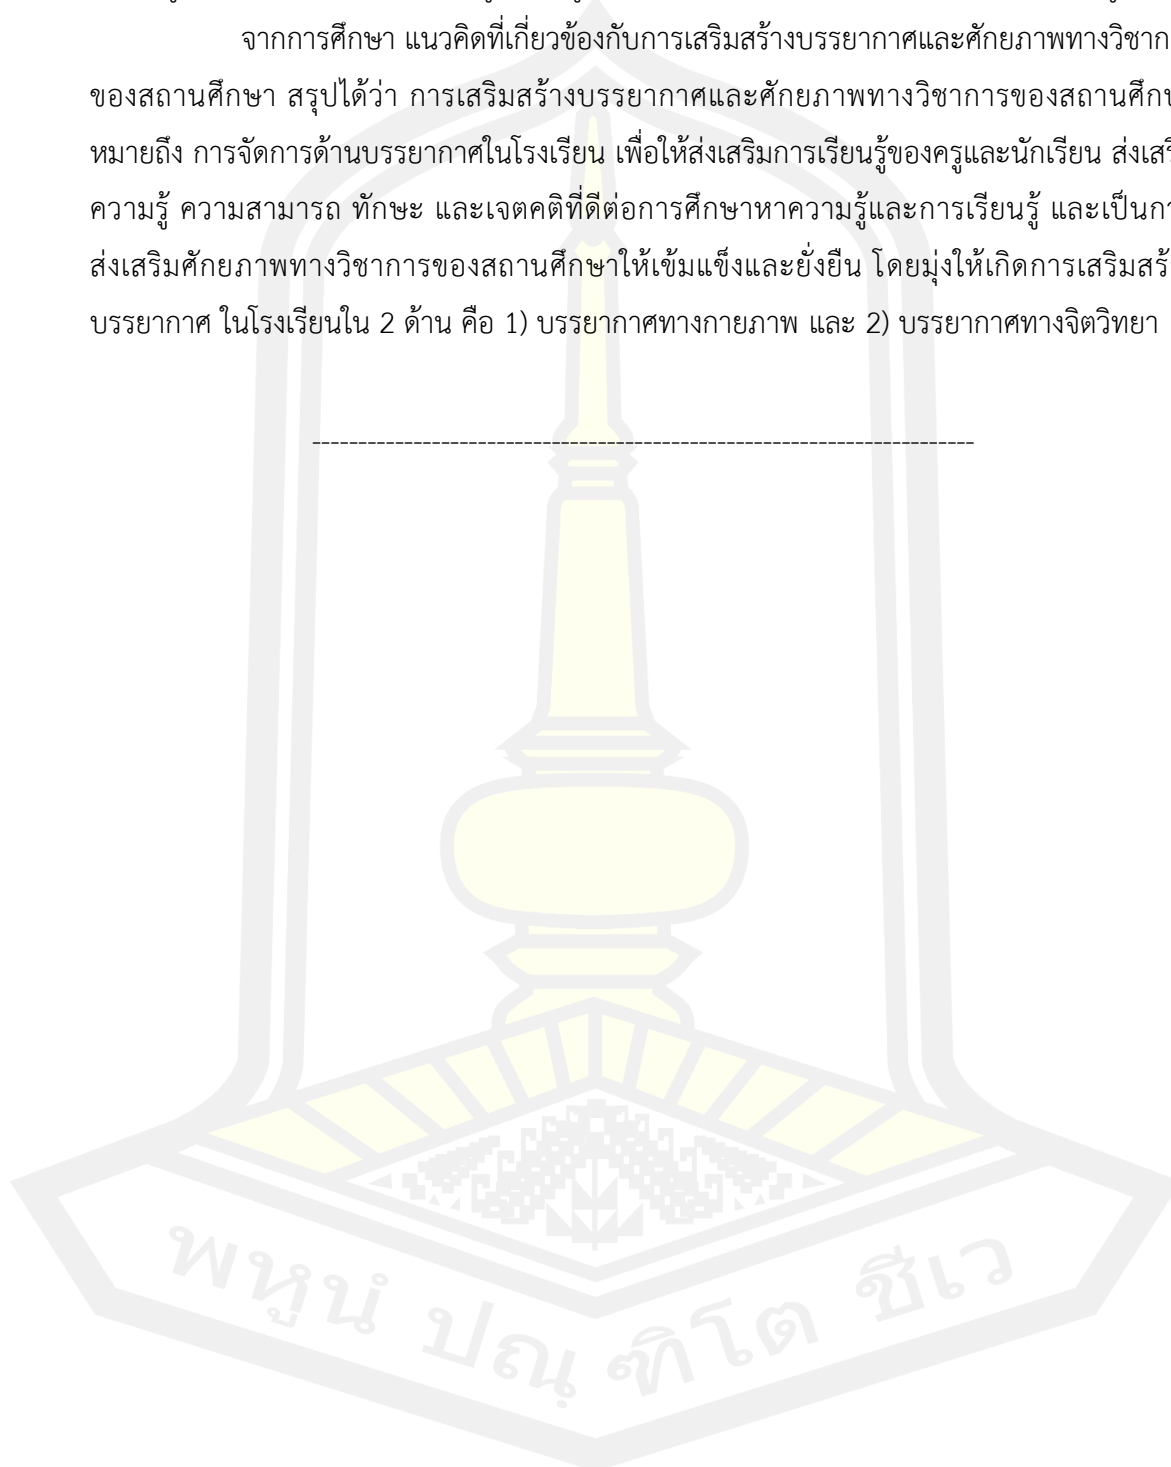 จากการศึกษา แนวคิดที่เกี่ยวข้องกับการเสริมสร้างบรรยากาศและศักยภาพทางวิชาก
ของสถานศึกษา สรุปได้ว่า การเสริมสร้างบรรยากาศและศักยภาพทางวิชาการของสถานศึกษ
หมายถึง การจัดการด้านบรรยากาศในโรงเรียน เพื่อให้ส่งเสริมการเรียนรู้ของครูและนักเรียน ส่งเสริ
ความรู้ ความสามารถ ทักษะ และเจตคติที่ดีต่อการศึกษาหาความรู้และการเรียนรู้ และเป็นกา
ส่งเสริมศักยภาพทางวิชาการของสถานศึกษาให้เข้มแข็งและยั่งยืน โดยมุ่งให้เกิดการเสริมสร้
บรรยากาศ ในโรงเรียนใน 2 ด้าน คือ 1) บรรยากาศทางกายภาพ และ 2) บรรยากาศทางจิตวิทยา
------------------------------------------------------------------------
พหูนํ ปณฺฑิโต ชีเว